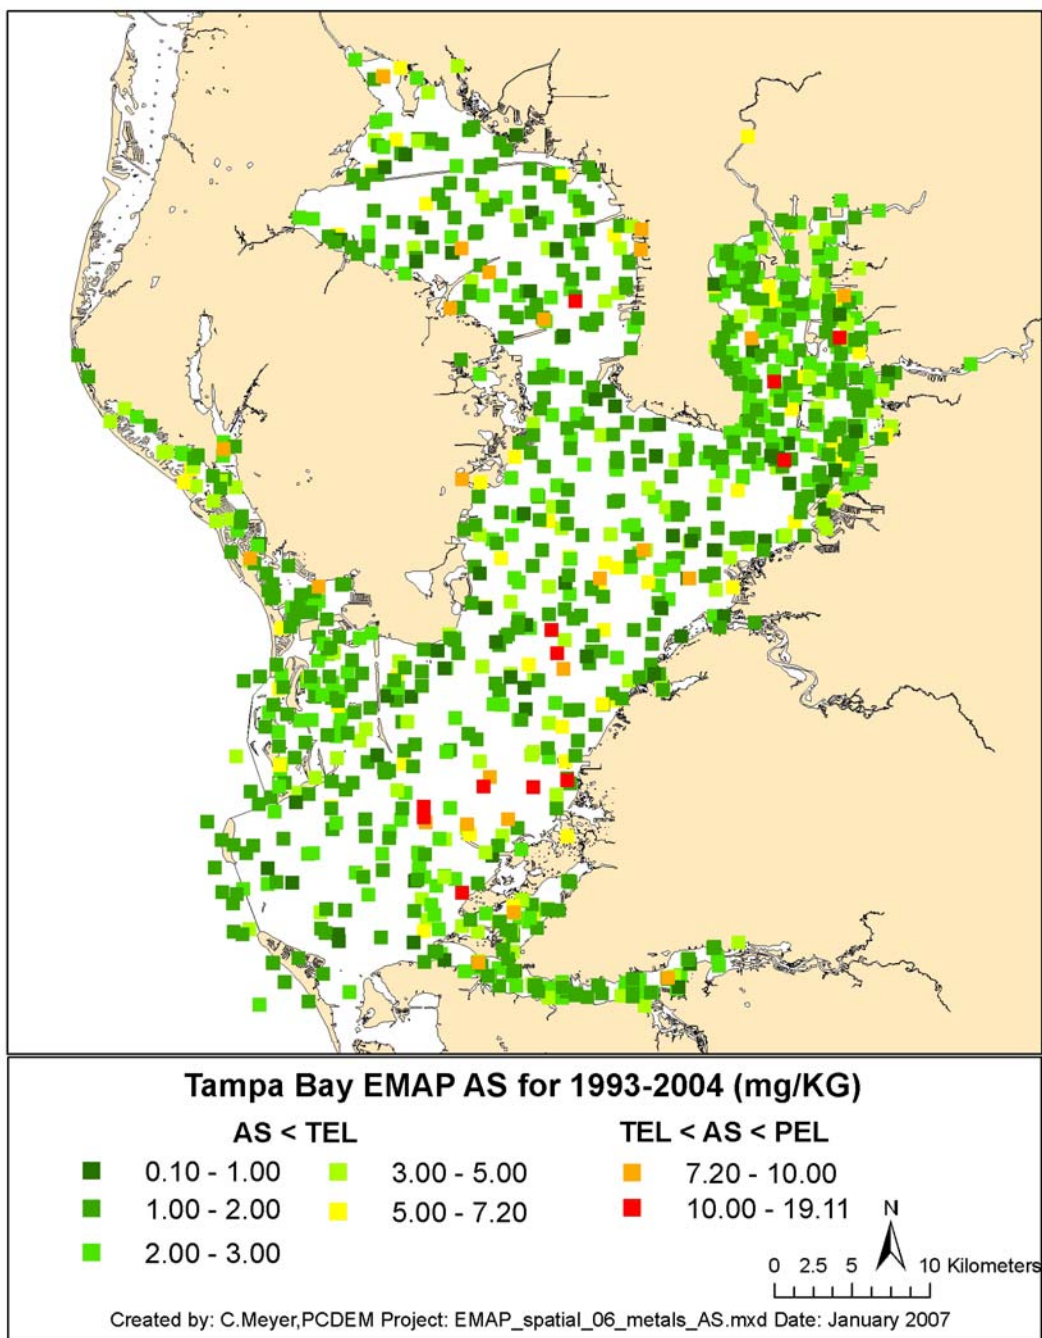 Tampa Bay EMAP AS for 1993-2004 (mg/KG)
AS < TEL
TEL < AS < PEL
0.10 - 1.00
3.00 - 5.00
7.20 - 10.00
1.00 - 2.00
5.00 - 7.20
10.00 - 19.11
2.00 - 3.00
N
0 2.5 5 10 Kilometers
Created by: C.Meyer,PCDEM Project: EMAP_spatial_06_metals_AS.mxd Date: January 2007